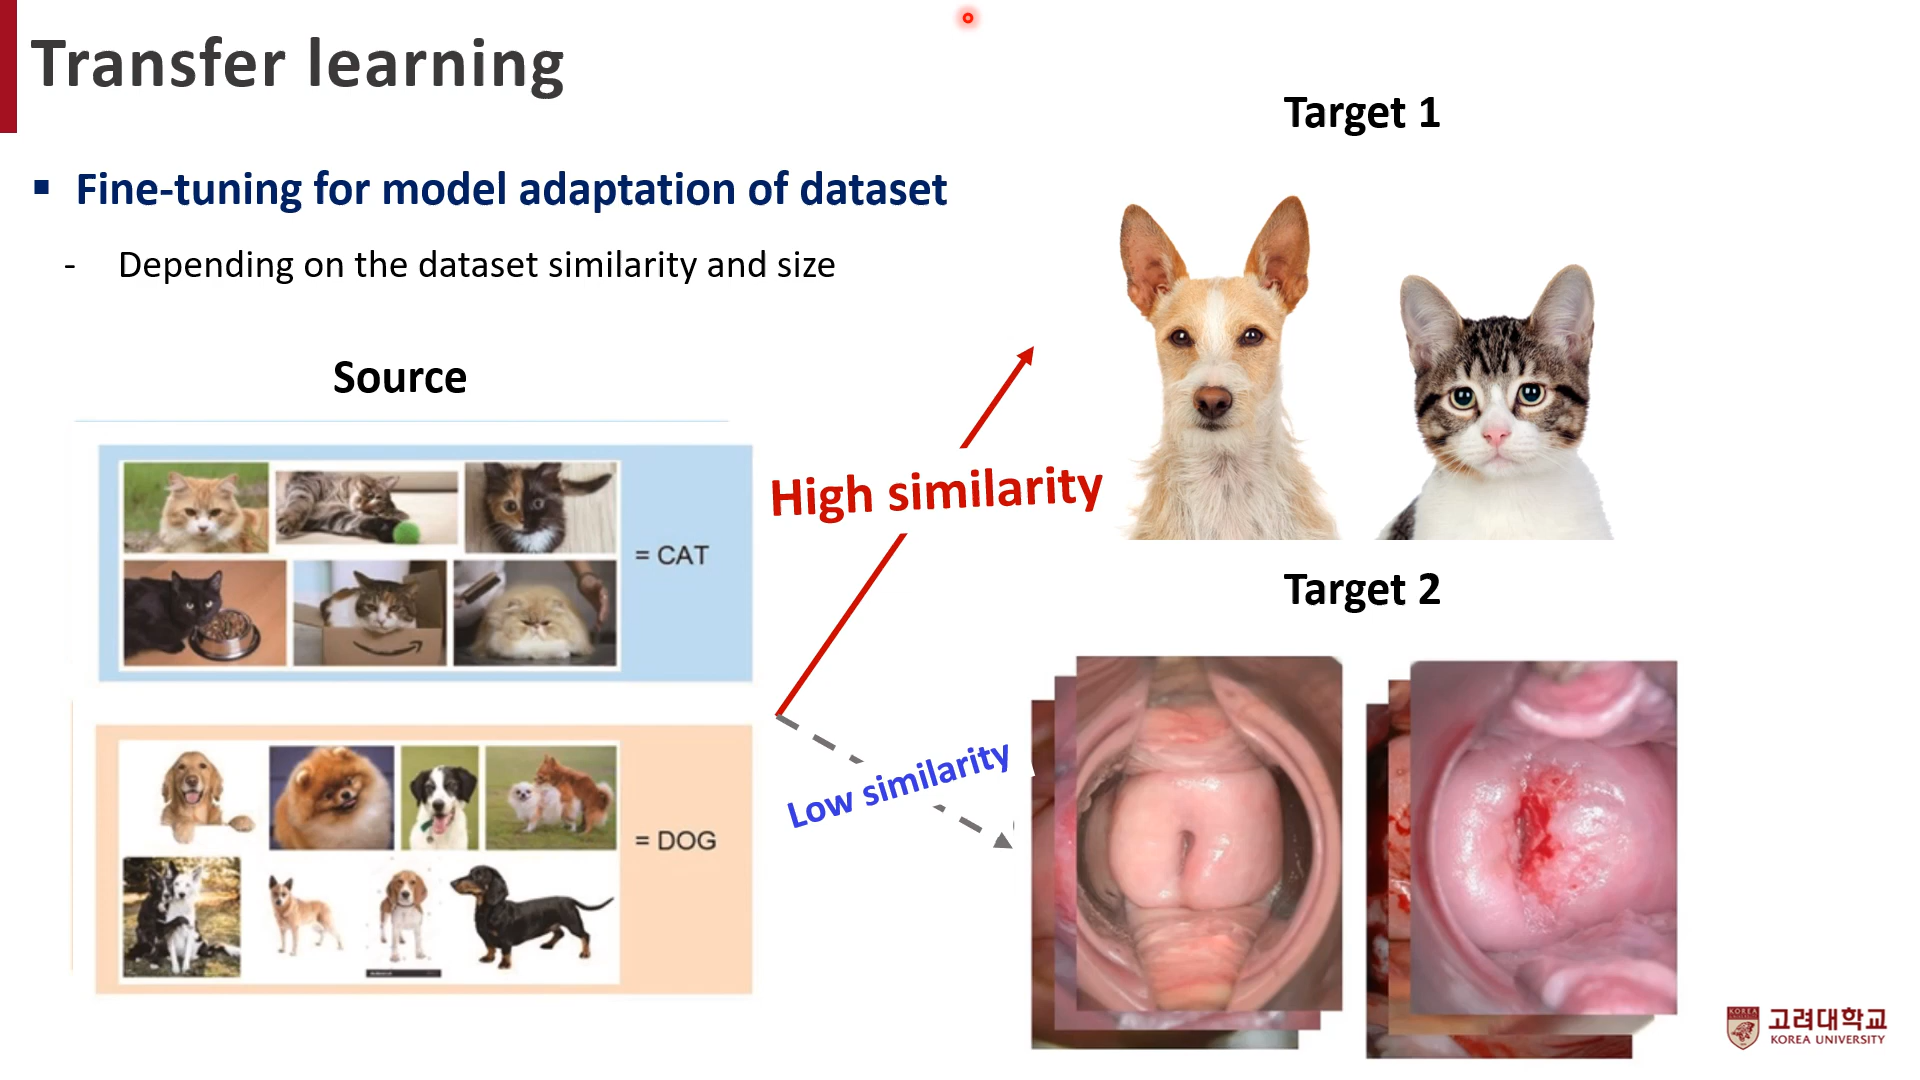 Transfer learning
▪ Fine-tuning for model adaptation of dataset
- Depending on the dataset similarity and size
Source
= CAT
= DOG
High similarity
Low similarity
Target 1
Target 2
KOREA
고려대학교
KOREA UNIVERSITY